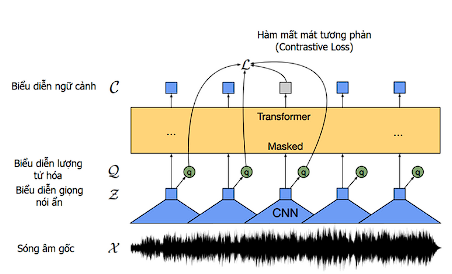 Hàm mất mát tương phản
(Contrastive Loss)
L
Biểu diễn ngữ cảnh C
Transformer
... ...
Masked
Biểu diễn lượng
tử hóa Q
q q q q q
Biểu diễn giọng
nói ẩn Z
CNN
Sóng âm gốc X